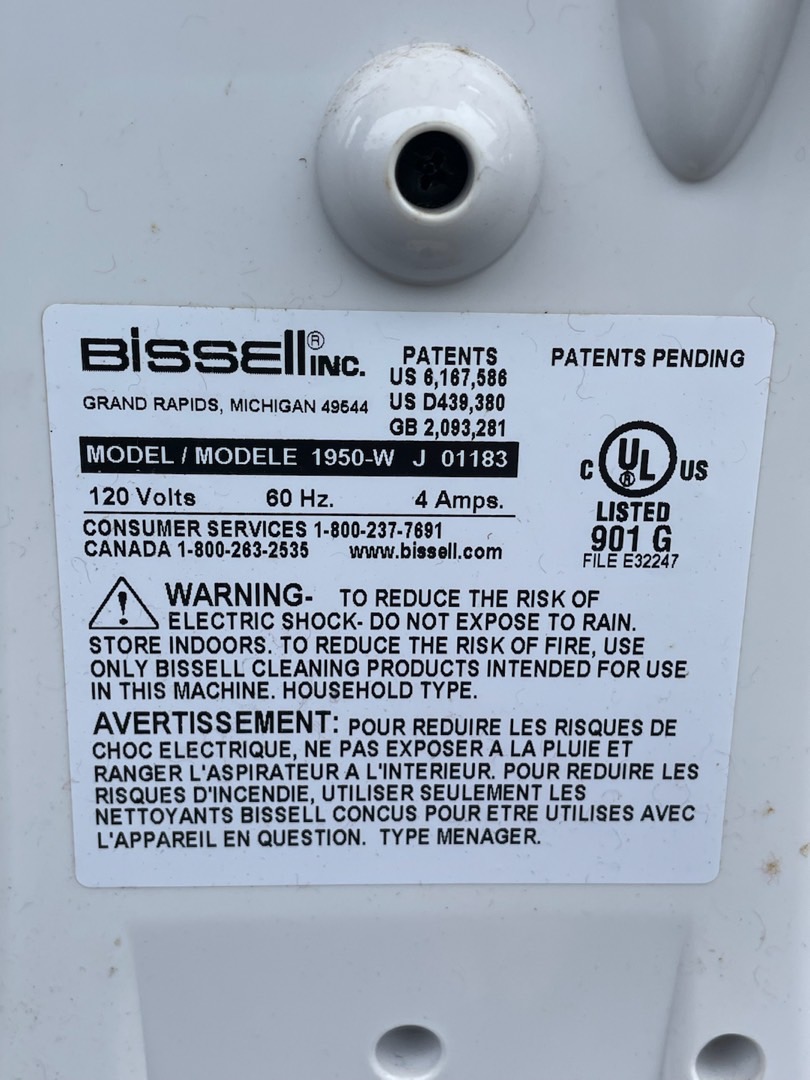 BISSELL® INC.
GRAND RAPIDS, MICHIGAN 49544
PATENTS
US 6,167,586
US D439,380
GB 2,093,281
PATENTS PENDING
MODEL / MODELE 1950-W J 01183
120 Volts 60 Hz. 4 Amps.
CONSUMER SERVICES 1-800-237-7691
CANADA 1-800-263-2535 www.bissell.com
C UL® US
LISTED
901 G
FILE E32247
WARNING- TO REDUCE THE RISK OF
ELECTRIC SHOCK- DO NOT EXPOSE TO RAIN.
STORE INDOORS. TO REDUCE THE RISK OF FIRE, USE
ONLY BISSELL CLEANING PRODUCTS INTENDED FOR USE
IN THIS MACHINE. HOUSEHOLD TYPE.
AVERTISSEMENT: POUR REDUIRE LES RISQUES DE
CHOC ELECTRIQUE, NE PAS EXPOSER A LA PLUIE ET
RANGER L'ASPIRATEUR A L'INTERIEUR. POUR REDUIRE LES
RISQUES D'INCENDIE, UTILISER SEULEMENT LES
NETTOYANTS BISSELL CONCUS POUR ETRE UTILISES AVEC
L'APPAREIL EN QUESTION. TYPE MENAGER.